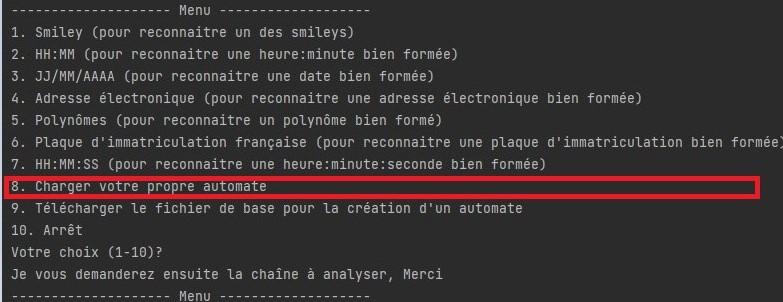 -------------------- Menu -------------------
1. Smiley (pour reconnaitre un des smileys)
2. HH:MM (pour reconnaitre une heure:minute bien formée)
3. JJ/MM/AAAA (pour reconnaitre une date bien formée)
4. Adresse électronique (pour reconnaitre une adresse électronique bien formée)
5. Polynômes (pour reconnaitre un polynôme bien formé)
6. Plaque d'immatriculation française (pour reconnaitre une plaque d'immatriculation bien formée)
7. HH:MM:SS (pour reconnaitre une heure:minute:seconde bien formée)
8. Charger votre propre automate
9. Télécharger le fichier de base pour la création d'un automate
10. Arrêt
Votre choix (1-10)?
Je vous demanderez ensuite la chaîne à analyser, Merci
-------------------- Menu -------------------